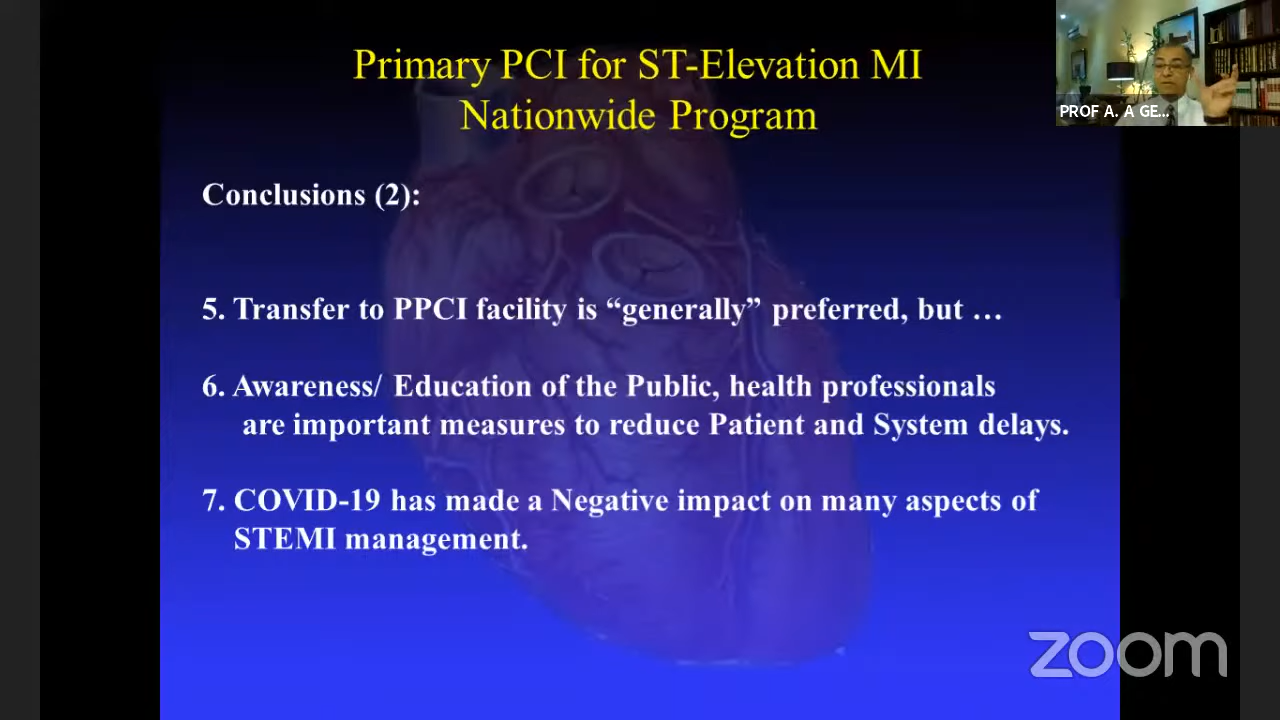 Primary PCI for ST-Elevation MI
Nationwide Program
PROF A. A GE...
Conclusions (2):
5. Transfer to PPCI facility is “generally” preferred, but …
6. Awareness/ Education of the Public, health professionals
are important measures to reduce Patient and System delays.
7. COVID-19 has made a Negative impact on many aspects of
STEMI management.
zoom